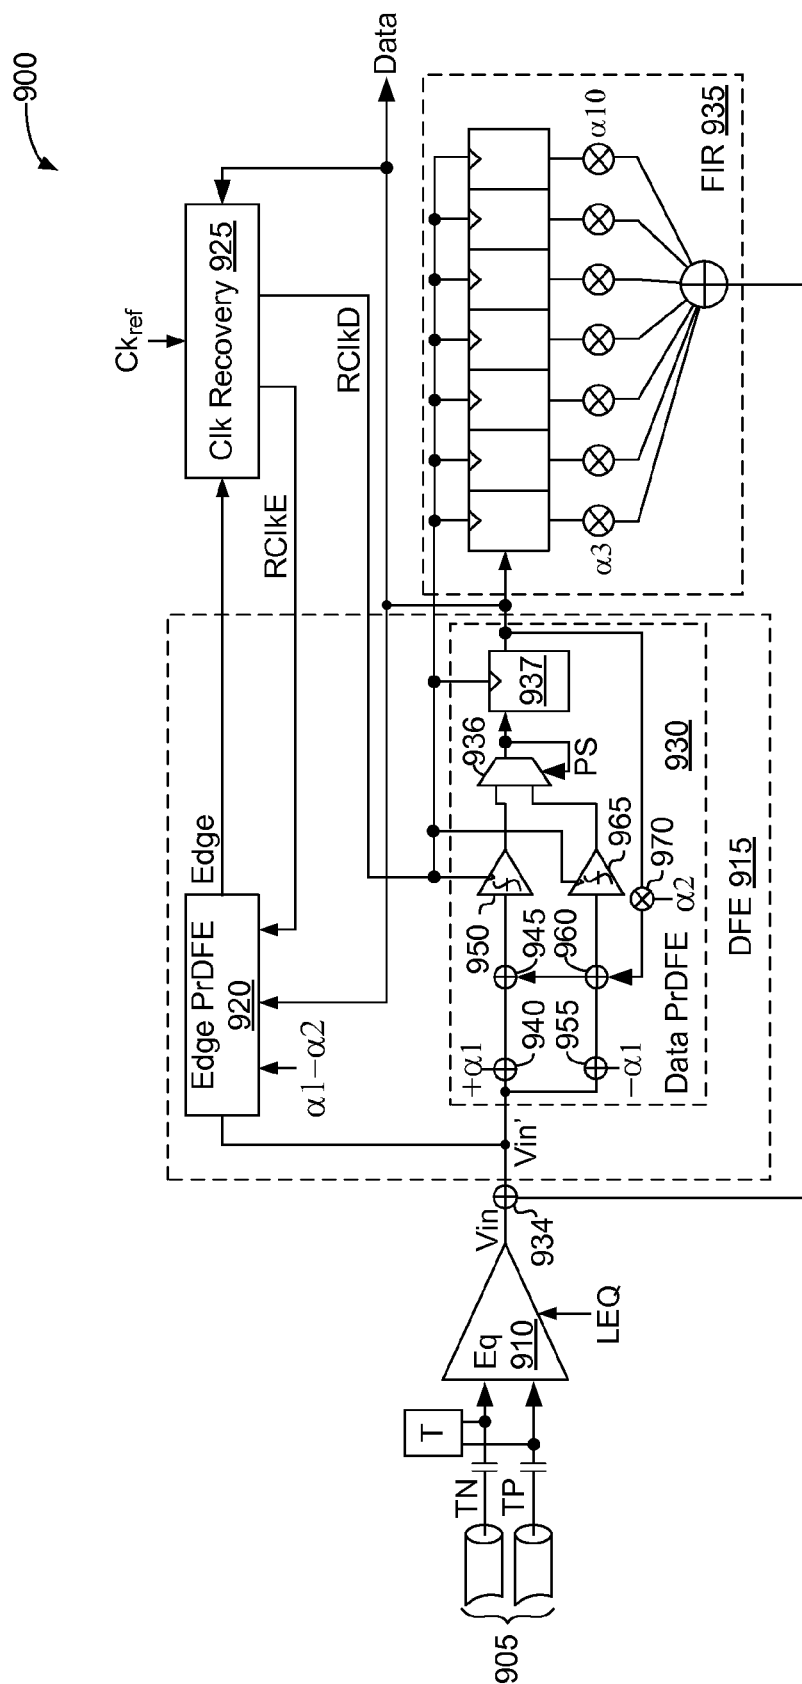 900
Data
Ck_ref
Clk Recovery 925
RClkD
RClkE
Edge
Edge PrDFE
920
α1–α2
α10
α3
FIR 935
937
936
PS
930
965
970
α2
950
945
960
940
955
+α1
–α1
Data PrDFE
DFE 915
Vin'
Vin
934
Eq
910
LEQ
T
TN
TP
905